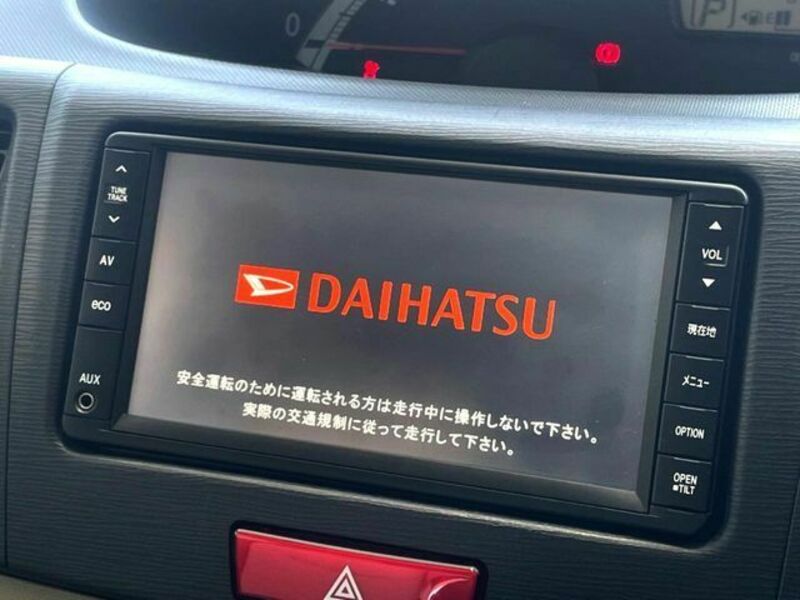 0
P
E
TUNE
TRACK
AV
eco
AUX
DAIHATSU
安全運転のために運転される方は走行中に操作しないで下さい。
実際の交通規制に従って走行して下さい。
VOL
現在地
メニュー
OPTION
OPEN
TILT